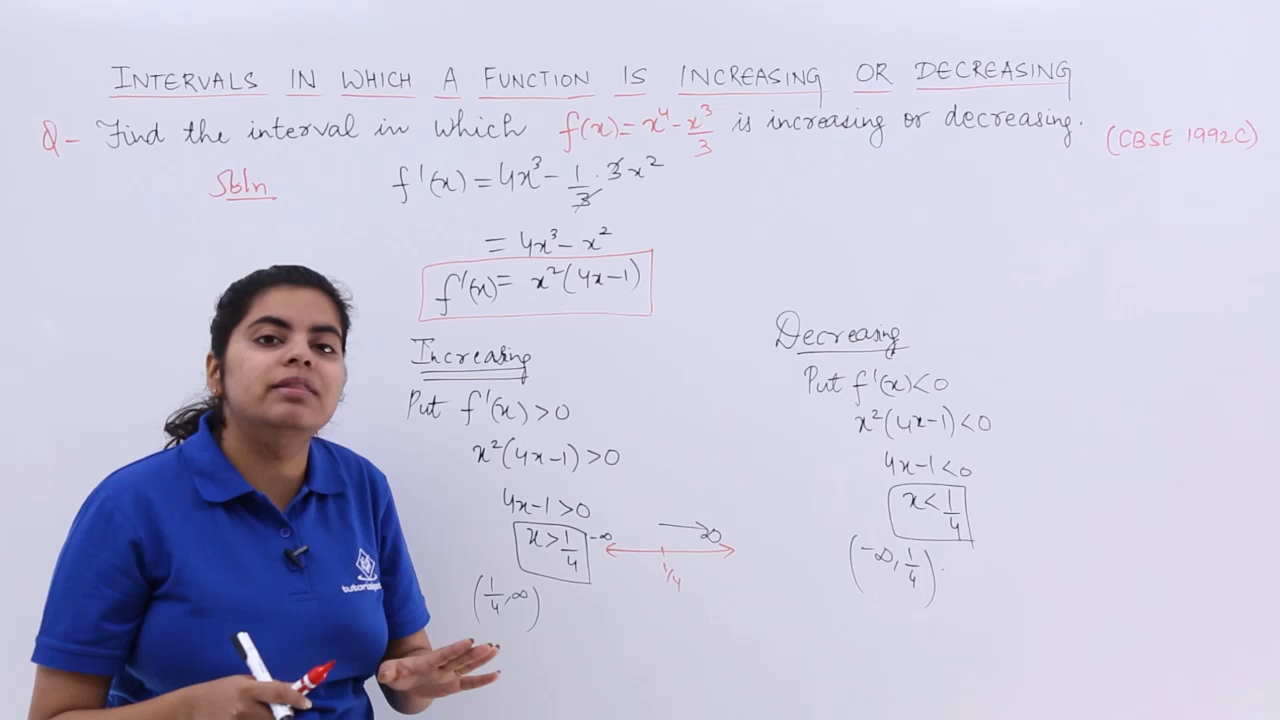 INTERVALS IN WHICH A FUNCTION IS INCREASING OR DECREASING
Q- Find the interval in which f(x)=x⁴-x³/3 is increasing or decreasing. (CBSE 1992C)
Soln
f'(x)=4x³-1/3.3x²
=4x³-x²
f'(x)= x²(4x-1)
Increasing
Put f'(x)>0
x²(4x-1)>0
4x-1>0
x>1/4
-∞ 1/4 ∞
(1/4,∞)
Decreasing
Put f'(x)<0
x²(4x-1)<0
4x-1<0
x<1/4
(-∞,1/4).